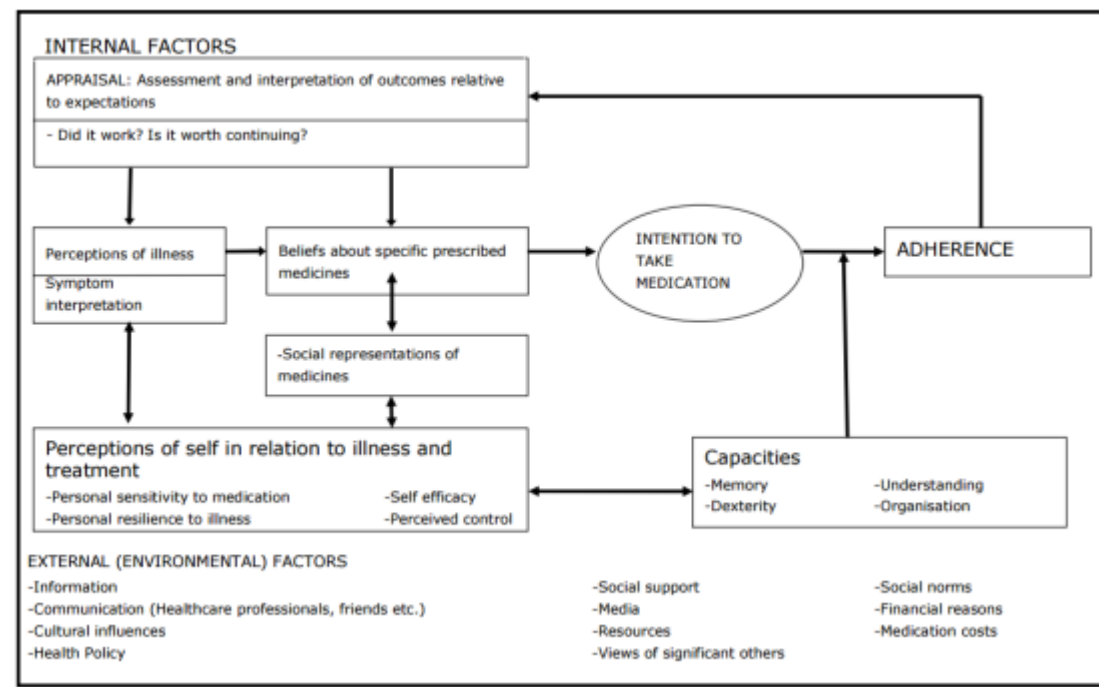 INTERNAL FACTORS
APPRAISAL: Assessment and interpretation of outcomes relative
to expectations
- Did it work? Is it worth continuing?
Perceptions of illness
Symptom
interpretation
Beliefs about specific prescribed
medicines
INTENTION TO
TAKE
MEDICATION
ADHERENCE
-Social representations of
medicines
Perceptions of self in relation to illness and
treatment
-Personal sensitivity to medication
-Self efficacy
-Personal resilience to illness
-Perceived control
Capacities
-Memory
-Understanding
-Dexterity
-Organisation
EXTERNAL (ENVIRONMENTAL) FACTORS
-Information
-Communication (Healthcare professionals, friends etc.)
-Cultural influences
-Health Policy
-Social support
-Media
-Resources
-Views of significant others
-Social norms
-Financial reasons
-Medication costs